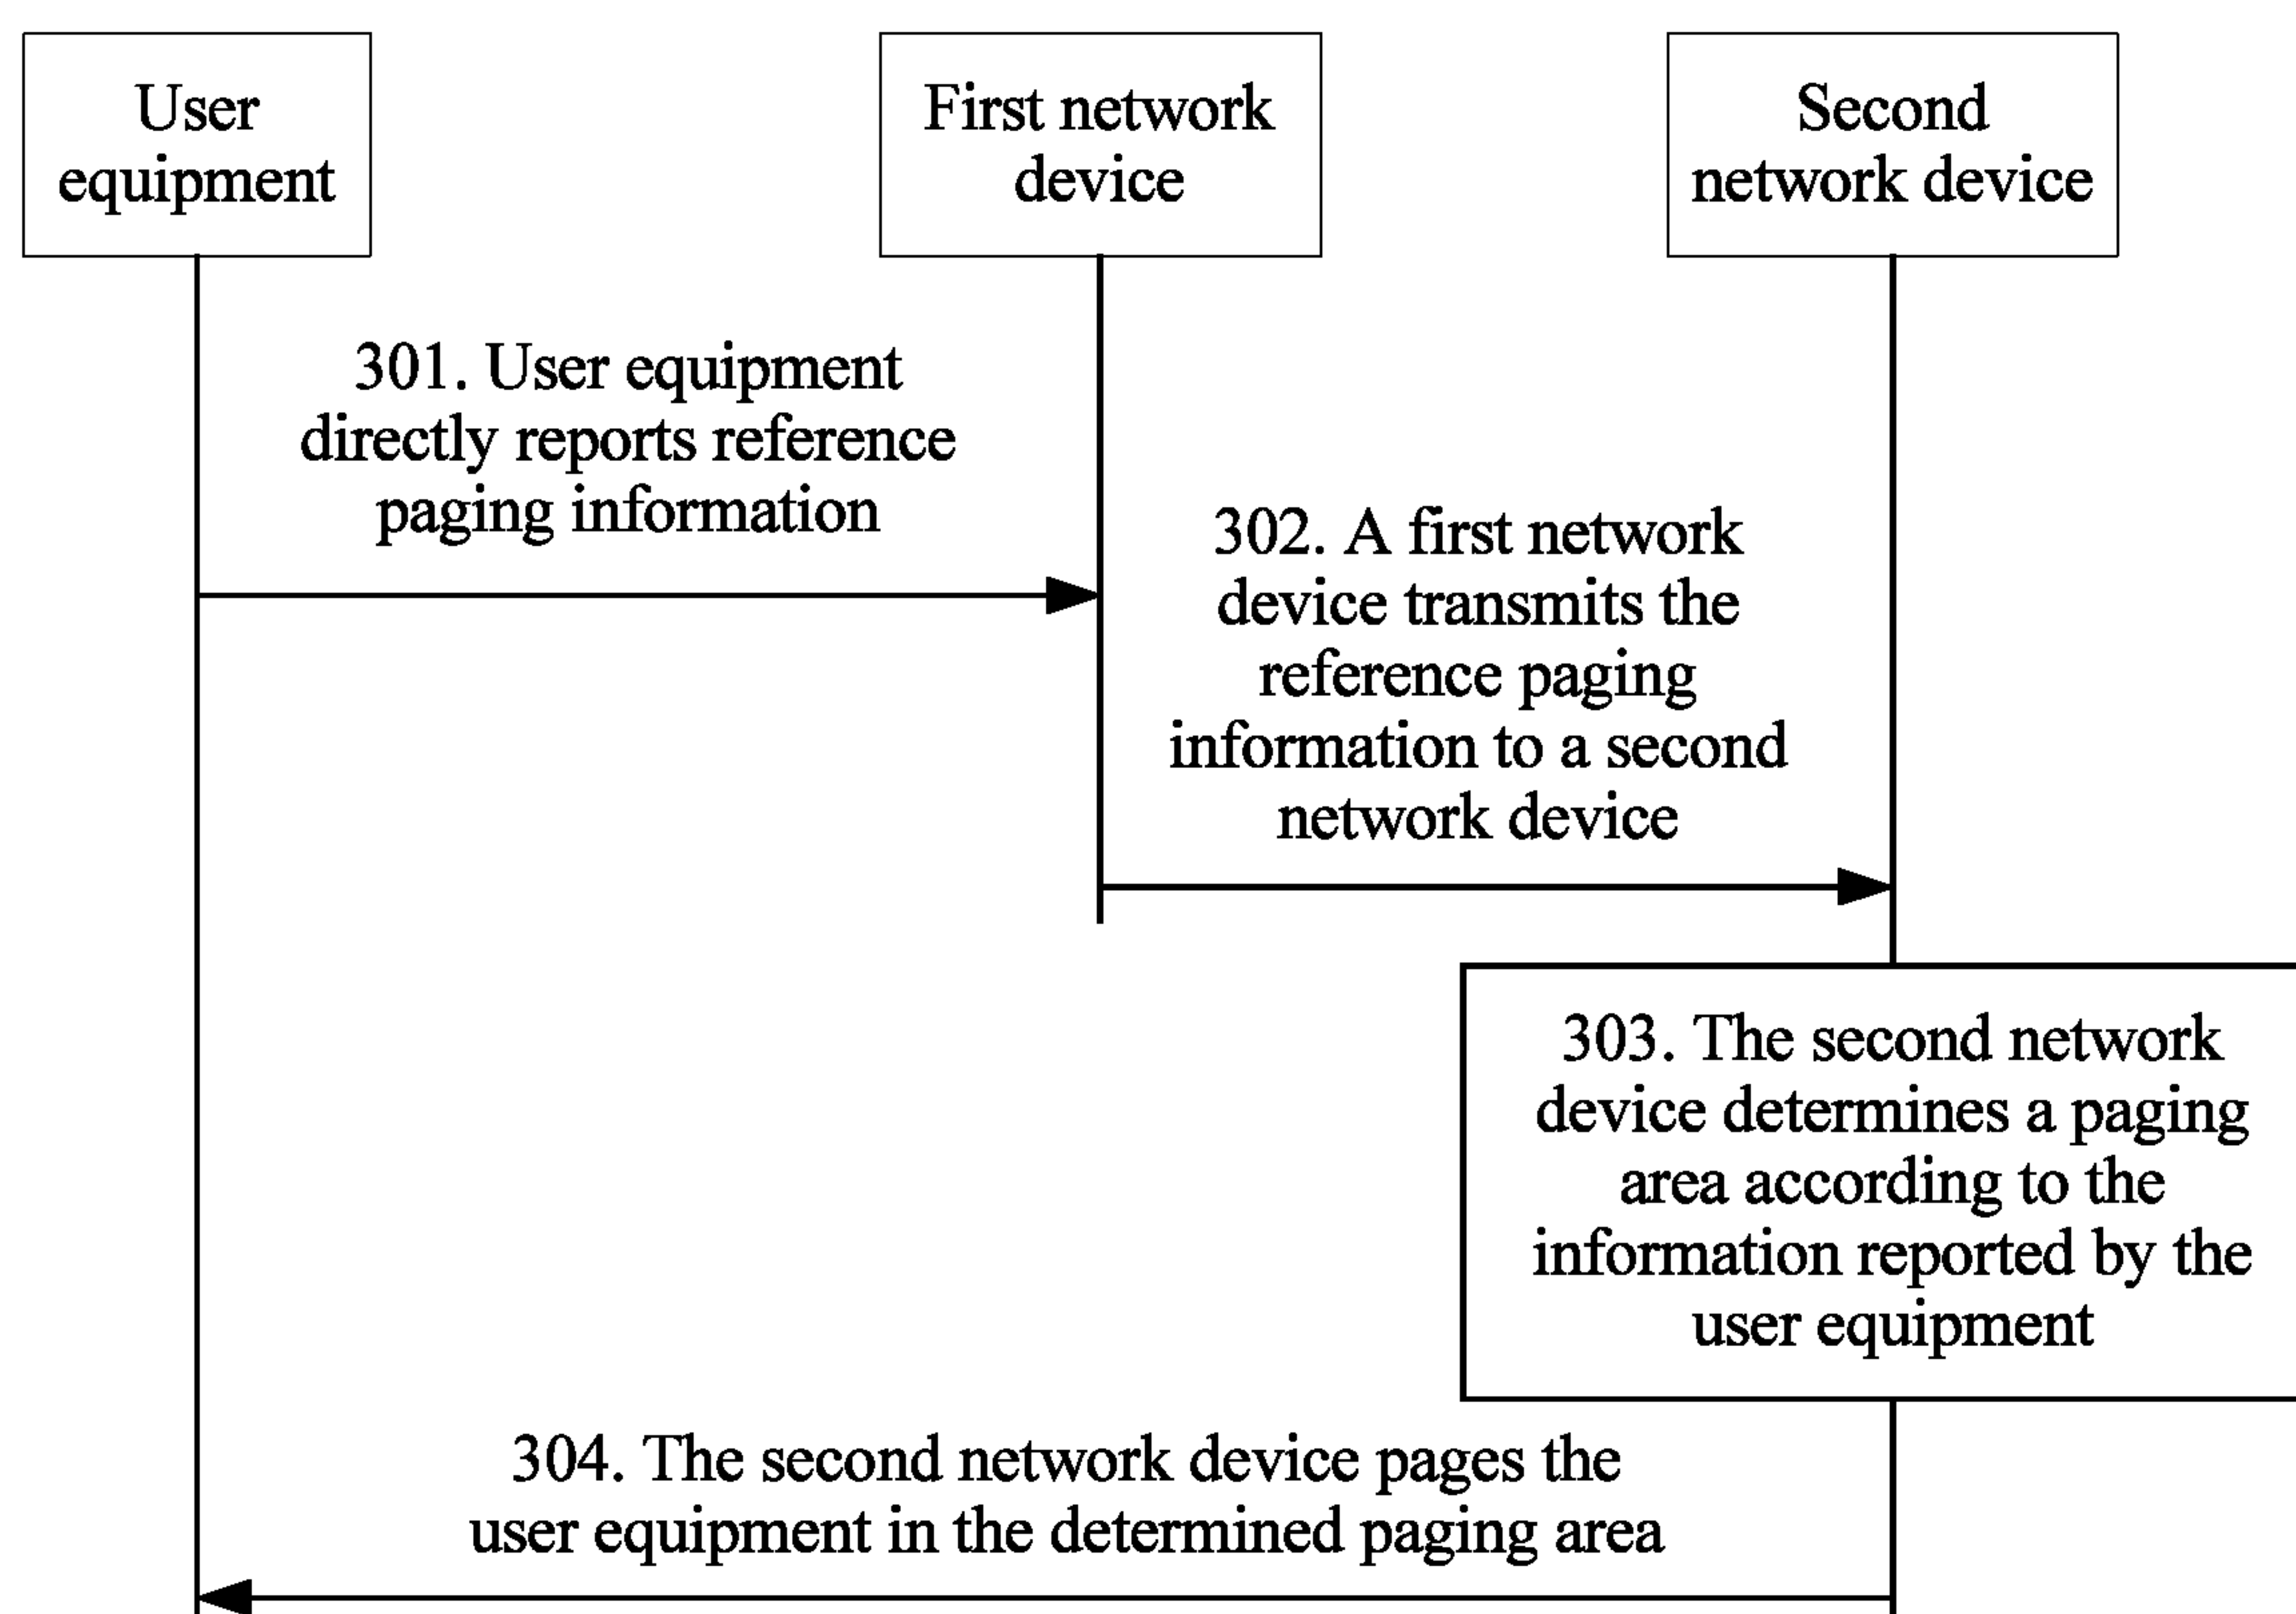 User
equipment
First network
device
Second
network device
301. User equipment
directly reports reference
paging information
302. A first network
device transmits the
reference paging
information to a second
network device
303. The second network
device determines a paging
area according to the
information reported by the
user equipment
304. The second network device pages the
user equipment in the determined paging area